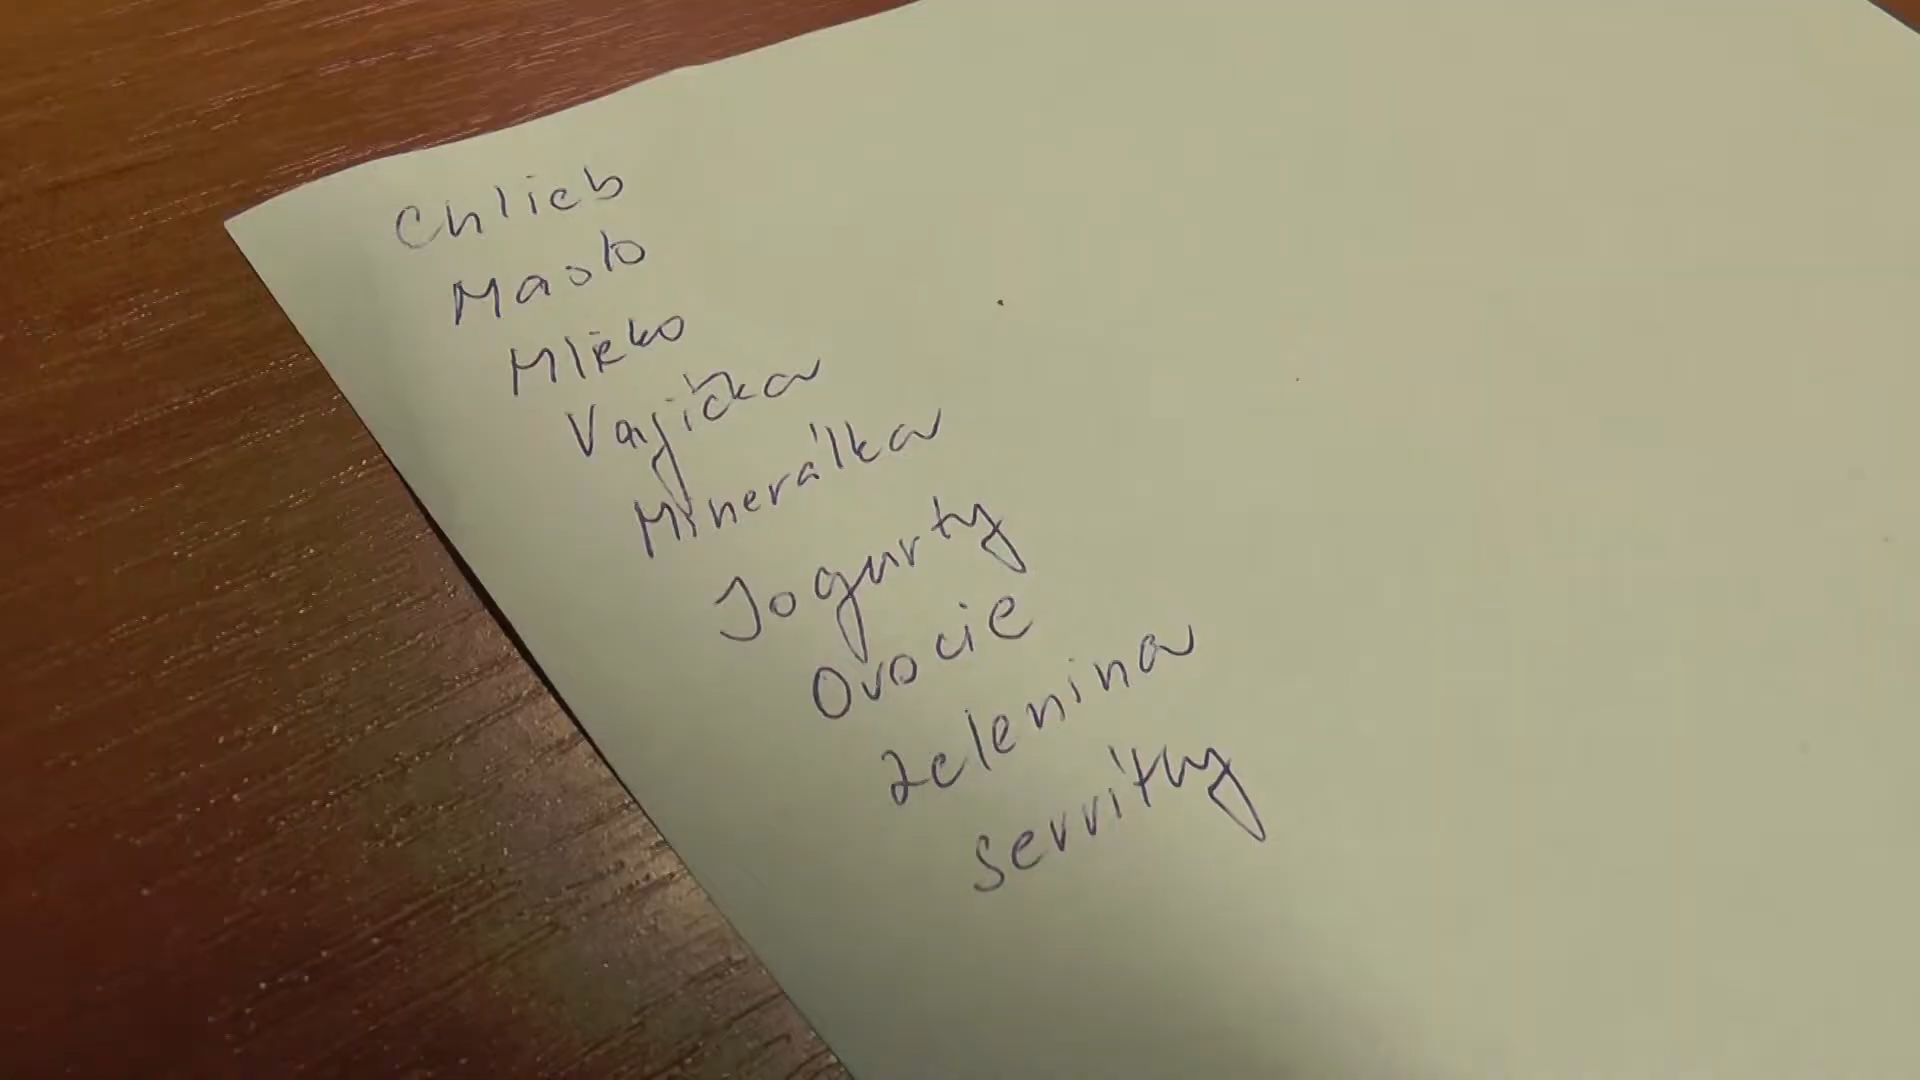 Chlieb
Maslo
Mlieko
Vajíčka
Minerálka
Jogurty
Ovocie
Zelenina
Servítky